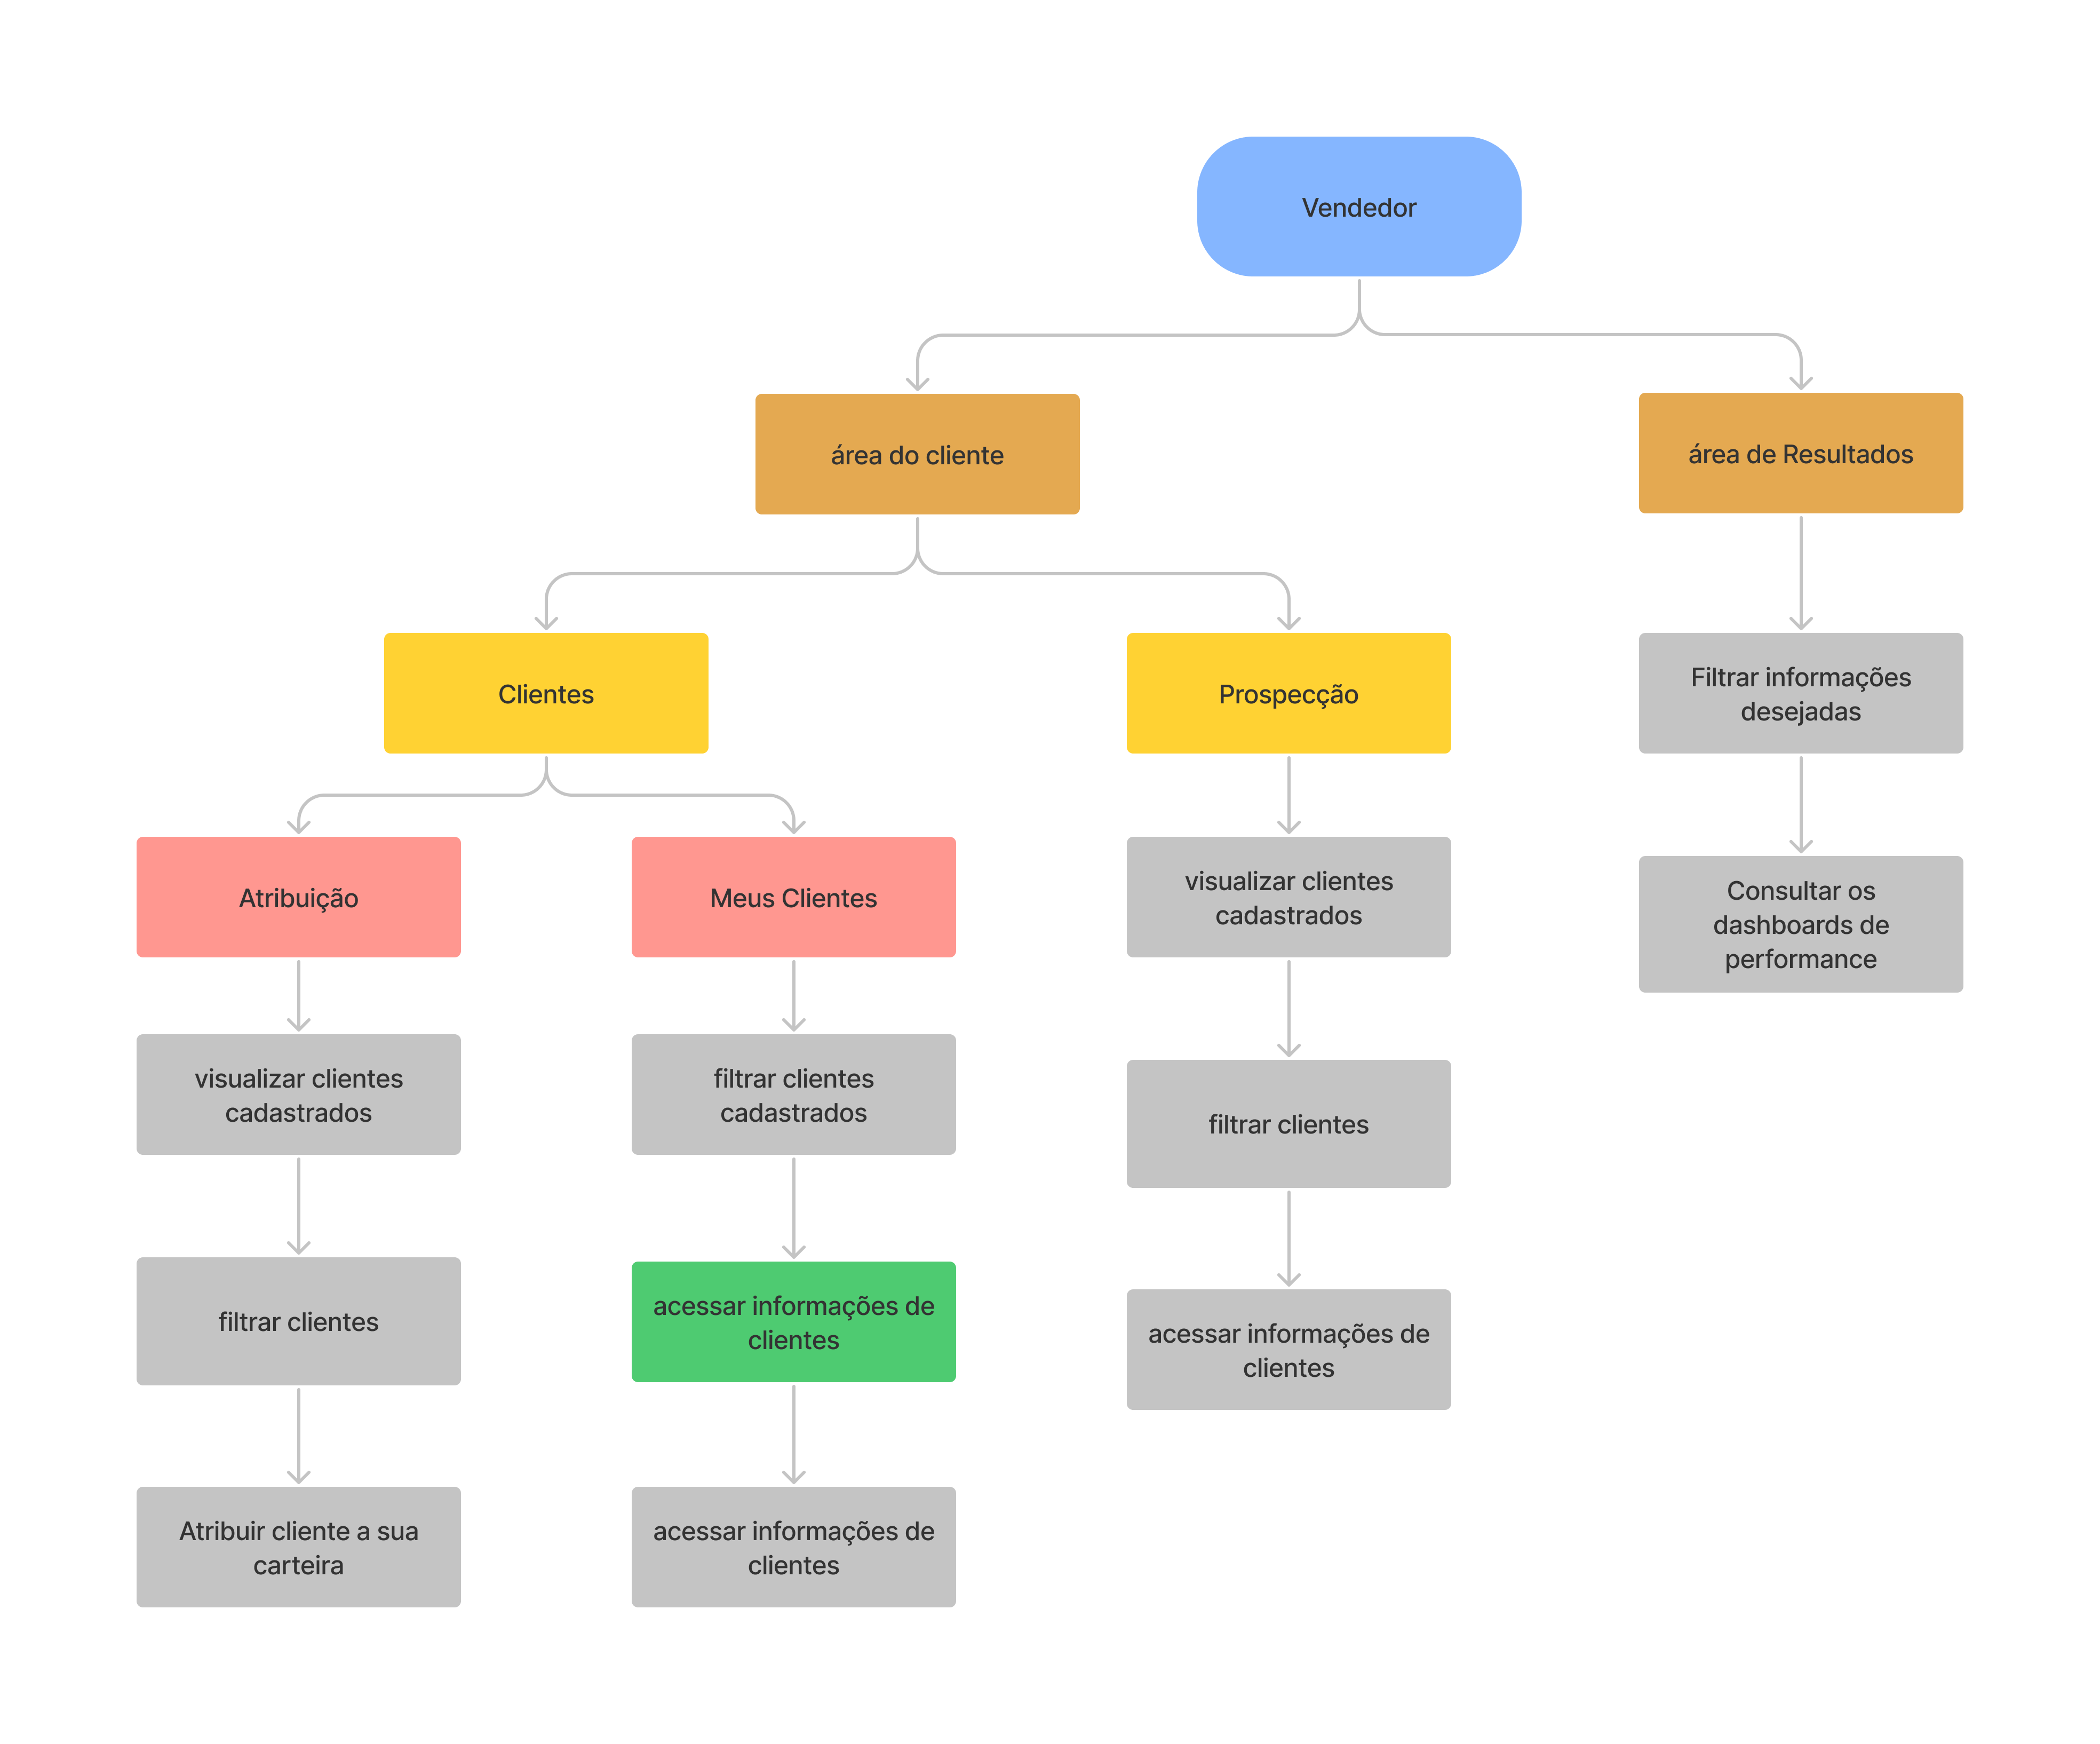 Vendedor
área do cliente
área de Resultados
Clientes
Prospecção
Filtrar informações
desejadas
Atribuição
Meus Clientes
visualizar clientes
cadastrados
Consultar os
dashboards de
performance
visualizar clientes
cadastrados
filtrar clientes
cadastrados
filtrar clientes
filtrar clientes
acessar informações de
clientes
acessar informações de
clientes
Atribuir cliente a sua
carteira
acessar informações de
clientes